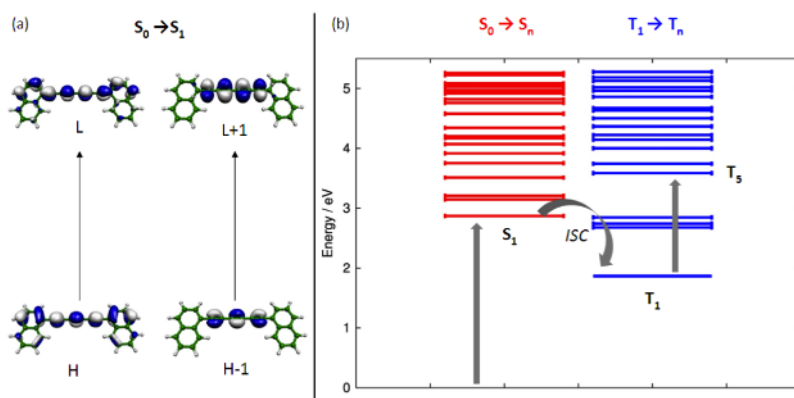 (a)
S₀ → S₁
L
L+1
H
H-1
(b)
S₀ → Sₙ
T₁ → Tₙ
Energy / eV
5
4
3
2
1
0
T₅
S₁
ISC
T₁